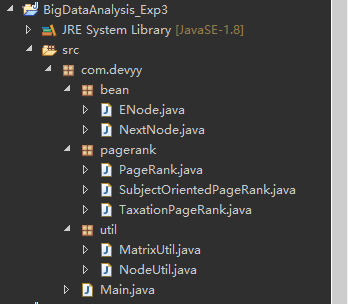 BigDataAnalysis_Exp3
JRE System Library [JavaSE-1.8]
src
com.devyy
bean
ENode.java
NextNode.java
pagerank
PageRank.java
SubjectOrientedPageRank.java
TaxationPageRank.java
util
MatrixUtil.java
NodeUtil.java
Main.java